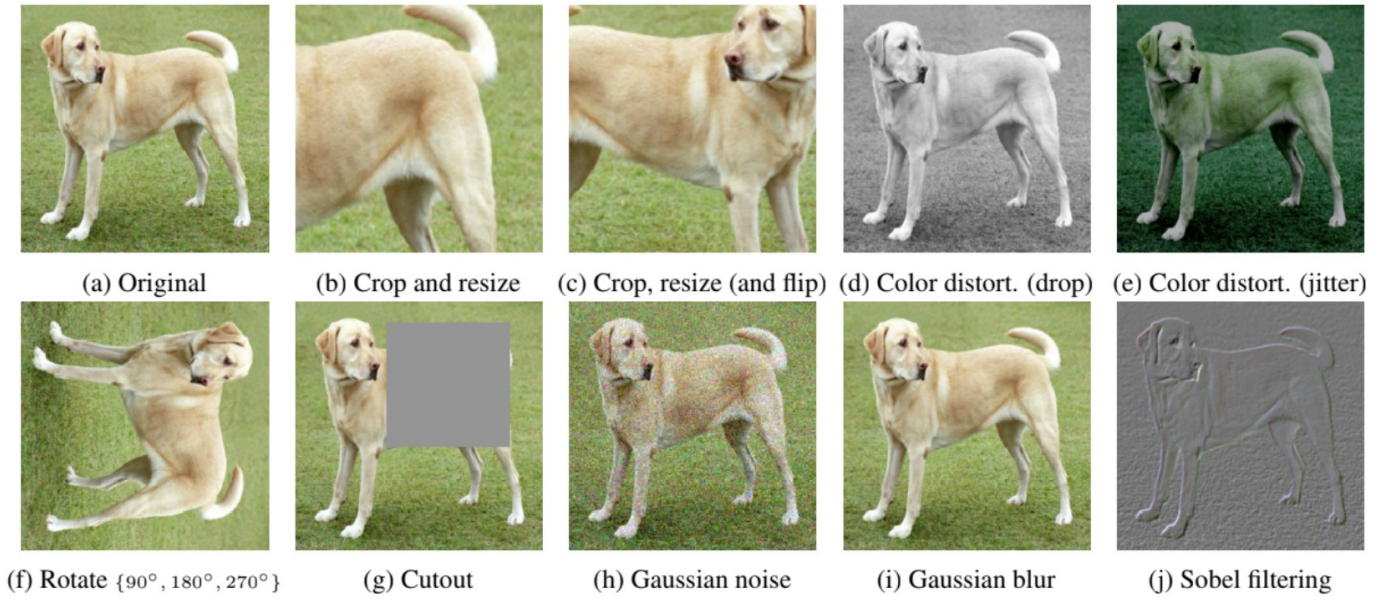 (a) Original
(b) Crop and resize
(c) Crop, resize (and flip)
(d) Color distort. (drop)
(e) Color distort. (jitter)
(f) Rotate {90°, 180°, 270°}
(g) Cutout
(h) Gaussian noise
(i) Gaussian blur
(j) Sobel filtering